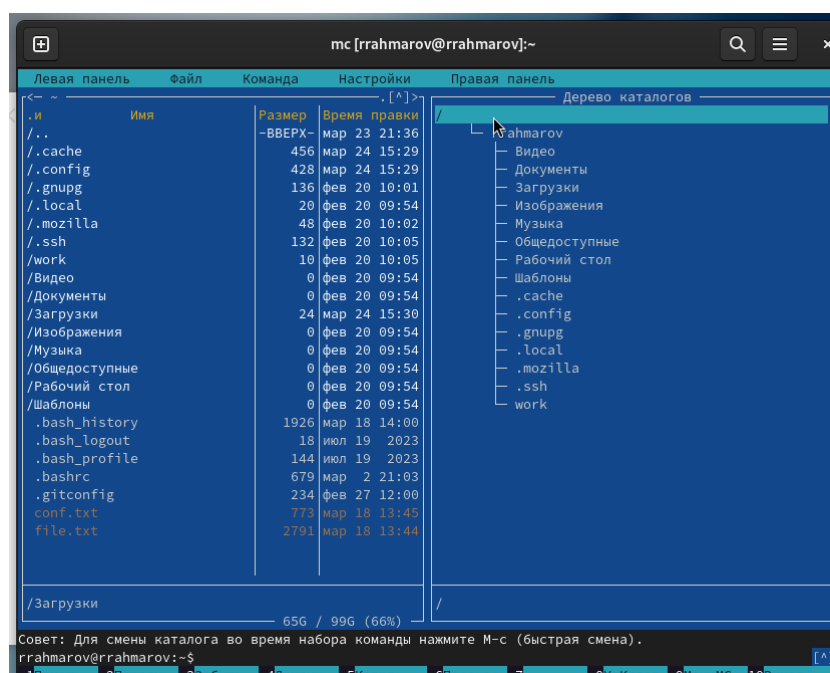 mc [rrahmarov@rrahmarov]:~
Левая панель Файл Команда Настройки Правая панель
<— ~ .[^]>
.и Имя Размер Время правки
/.. -ВВЕРХ- мар 23 21:36
/.cache 456 мар 24 15:29
/.config 428 мар 24 15:29
/.gnupg 136 фев 20 10:01
/.local 20 фев 20 09:54
/.mozilla 48 фев 20 10:02
/.ssh 132 фев 20 10:05
/work 10 фев 20 10:05
/Видео 0 фев 20 09:54
/Документы 0 фев 20 09:54
/Загрузки 24 мар 24 15:30
/Изображения 0 фев 20 09:54
/Музыка 0 фев 20 09:54
/Общедоступные 0 фев 20 09:54
/Рабочий стол 0 фев 20 09:54
/Шаблоны 0 фев 20 09:54
.bash_history 1926 мар 18 14:00
.bash_logout 18 июл 19 2023
.bash_profile 144 июл 19 2023
.bashrc 679 мар 2 21:03
.gitconfig 234 фев 27 12:00
conf.txt 773 мар 18 13:45
file.txt 2791 мар 18 13:44
/Загрузки
65G / 99G (66%)
Дерево каталогов
/
rahmarov
Видео
Документы
Загрузки
Изображения
Музыка
Общедоступные
Рабочий стол
Шаблоны
.cache
.config
.gnupg
.local
.mozilla
.ssh
work
/
Совет: Для смены каталога во время набора команды нажмите M-c (быстрая смена).
rrahmarov@rrahmarov:~$ [^]